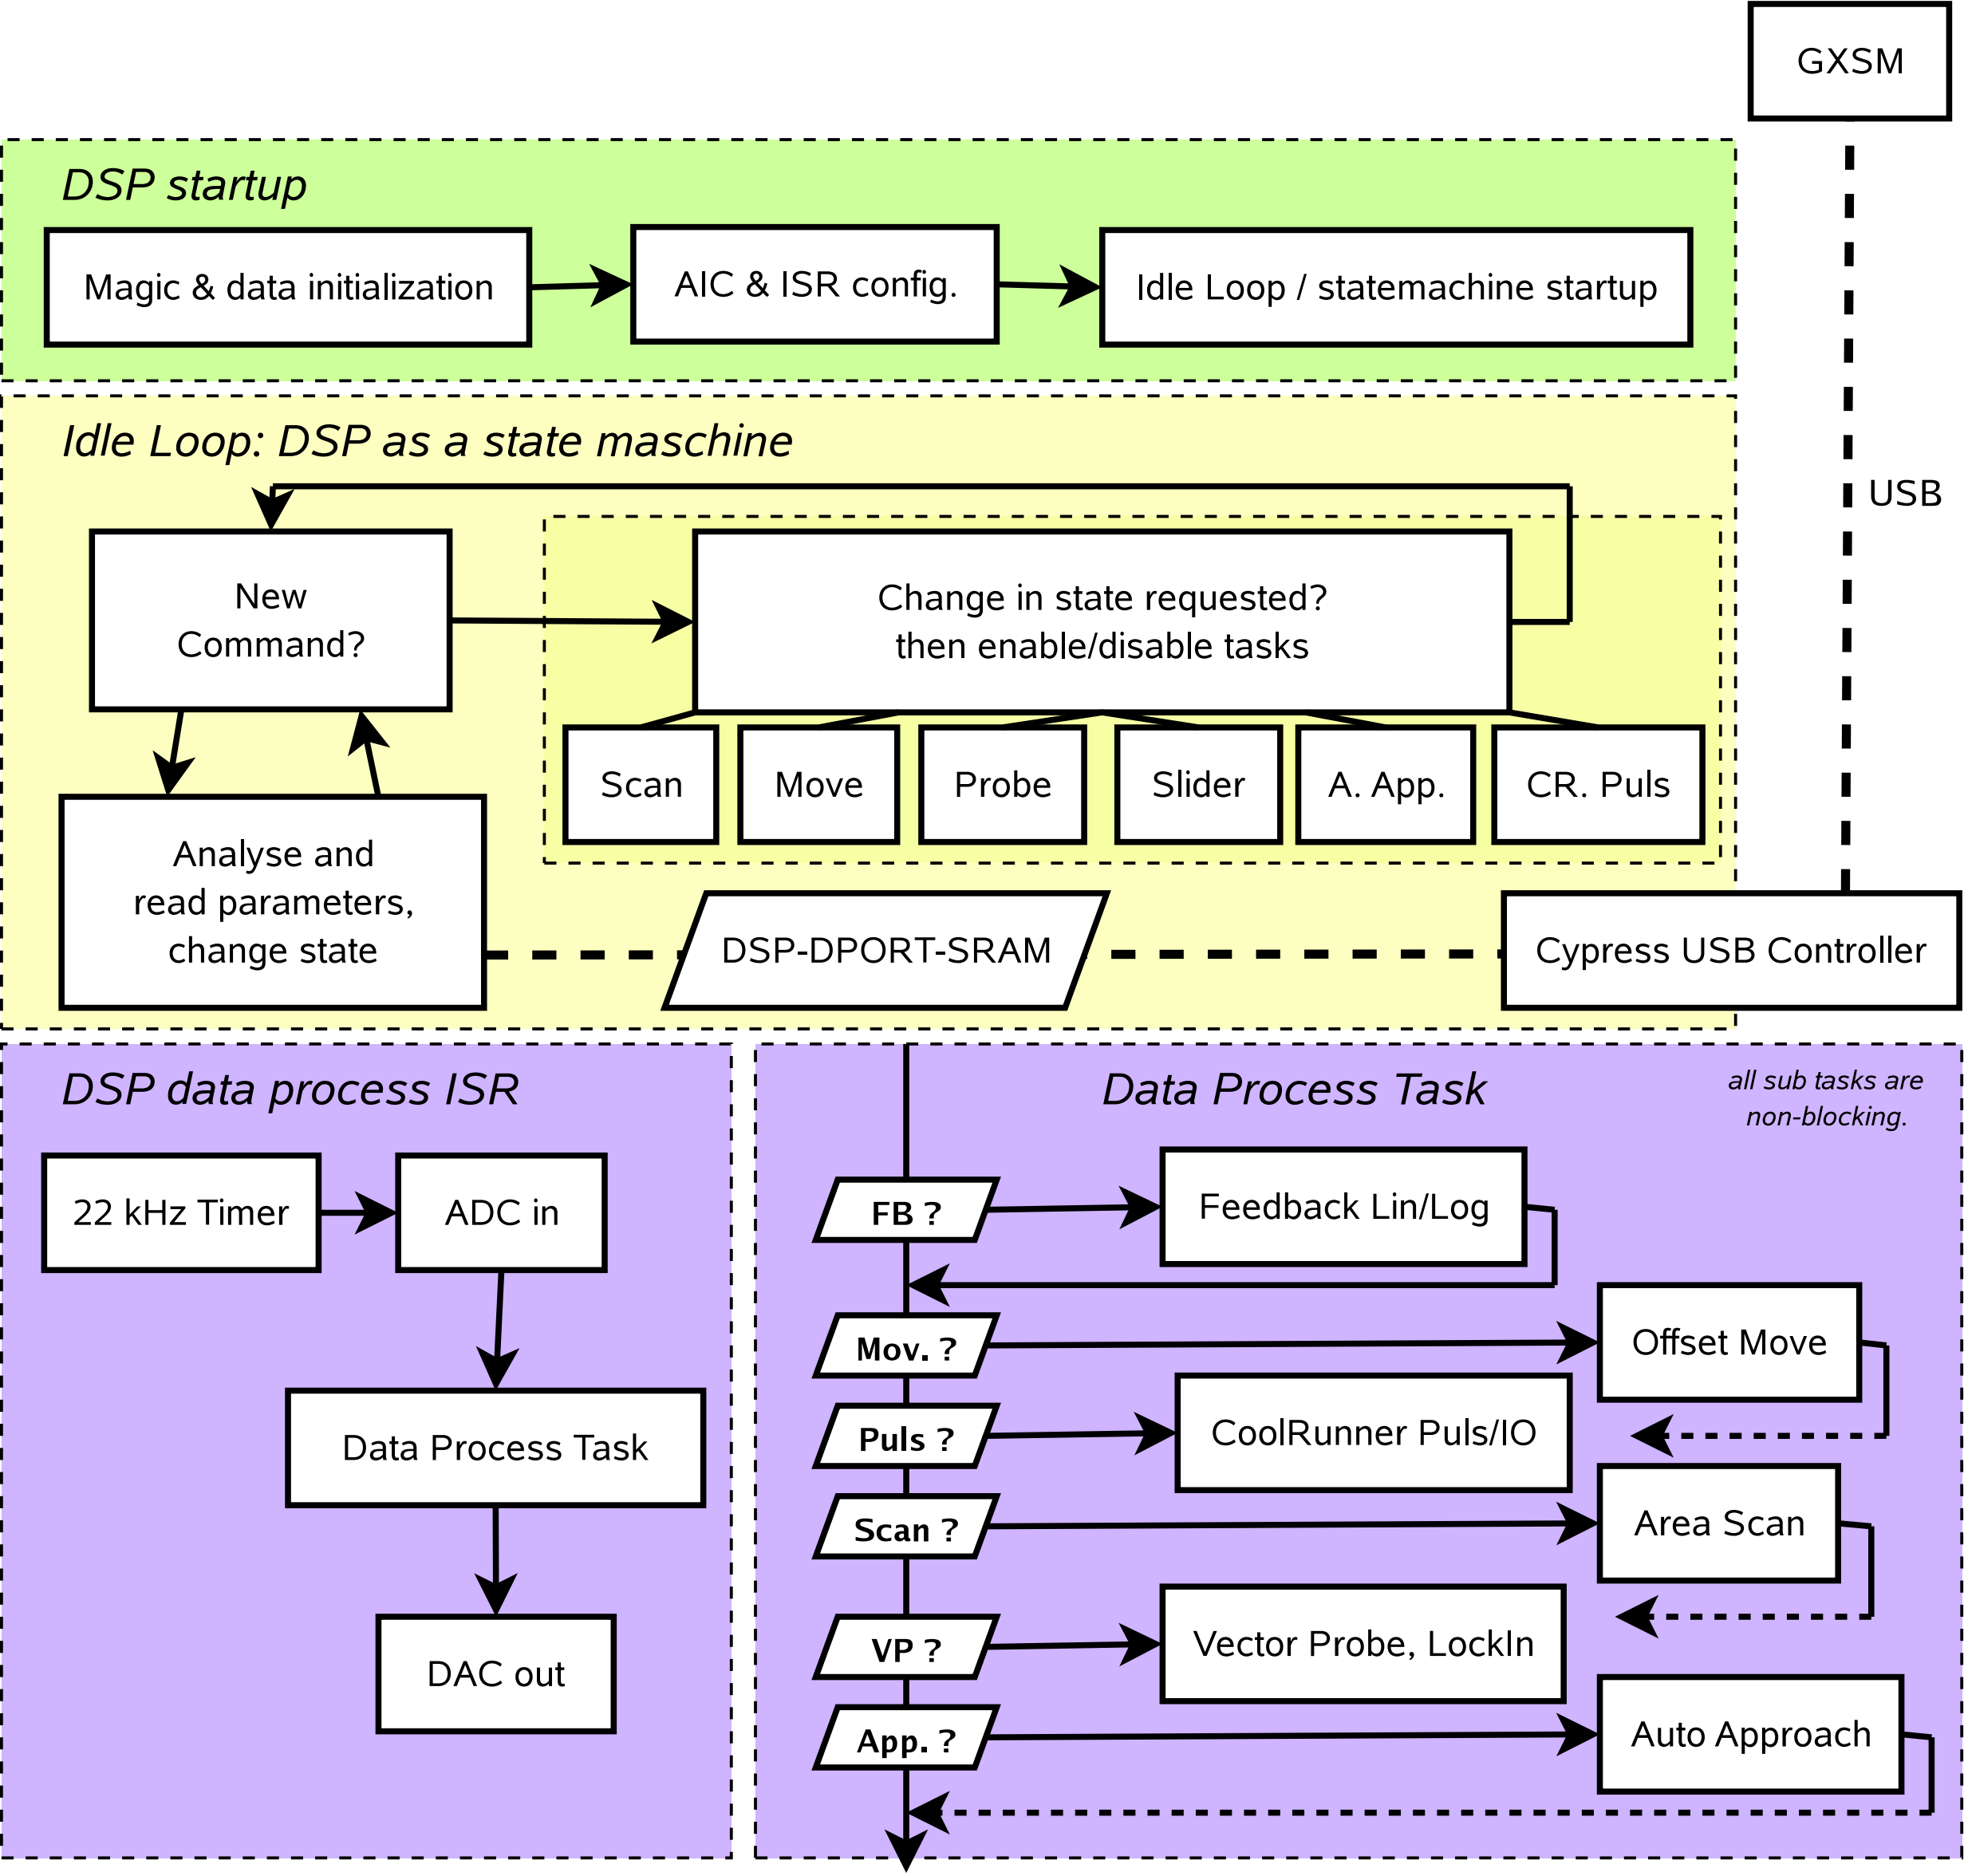 GXSM
DSP startup
Magic & data initialization
AIC & ISR config.
Idle Loop / statemachine startup
Idle Loop: DSP as a state maschine
USB
New
Command?
Change in state requested?
then enable/disable tasks
Scan
Move
Probe
Slider
A. App.
CR. Puls
Analyse and
read parameters,
change state
DSP-DPORT-SRAM
Cypress USB Controller
DSP data process ISR
22 kHz Timer
ADC in
Data Process Task
DAC out
Data Process Task
all sub tasks are
non-blocking.
FB ?
Feedback Lin/Log
Mov. ?
Offset Move
Puls ?
CoolRunner Puls/IO
Scan ?
Area Scan
VP ?
Vector Probe, LockIn
App. ?
Auto Approach